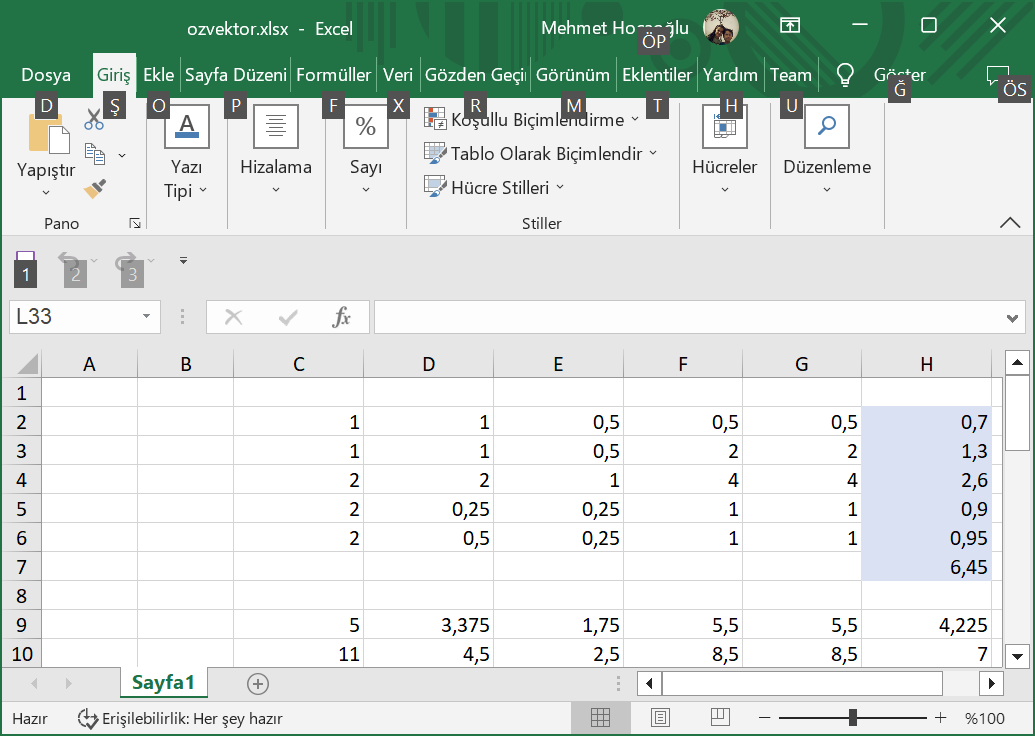 ozvektor.xlsx - Excel
Mehmet Hocaoğlu
ÖP
Dosya Giriş Ekle Sayfa Düzeni Formüller Veri Gözden Geçi Görünüm Eklentiler Yardım Team Göster
D Ş O P F X R M T H U Ğ ÖS
Yapıştır
Pano
A
Yazı
Tipi
Hizalama
%
Sayı
Koşullu Biçimlendirme
Tablo Olarak Biçimlendir
Hücre Stilleri
Stiller
Hücreler
Düzenleme
1 2 3
L33
fx
A B C D E F G H
1
2 1 1 0,5 0,5 0,5 0,7
3 1 1 0,5 2 2 1,3
4 2 2 1 4 4 2,6
5 2 0,25 0,25 1 1 0,9
6 2 0,5 0,25 1 1 0,95
7 6,45
8
9 5 3,375 1,75 5,5 5,5 4,225
10 11 4,5 2,5 8,5 8,5 7
Sayfa1
Hazır
Erişilebilirlik: Her şey hazır
%100